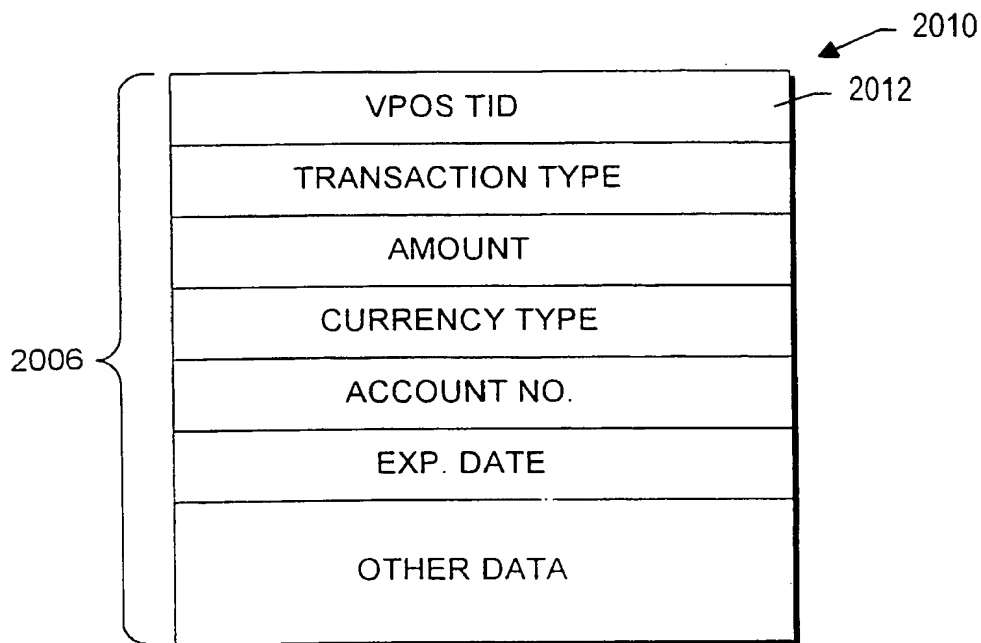 2010
2012
VPOS TID
TRANSACTION TYPE
AMOUNT
CURRENCY TYPE
2006
ACCOUNT NO.
EXP. DATE
OTHER DATA